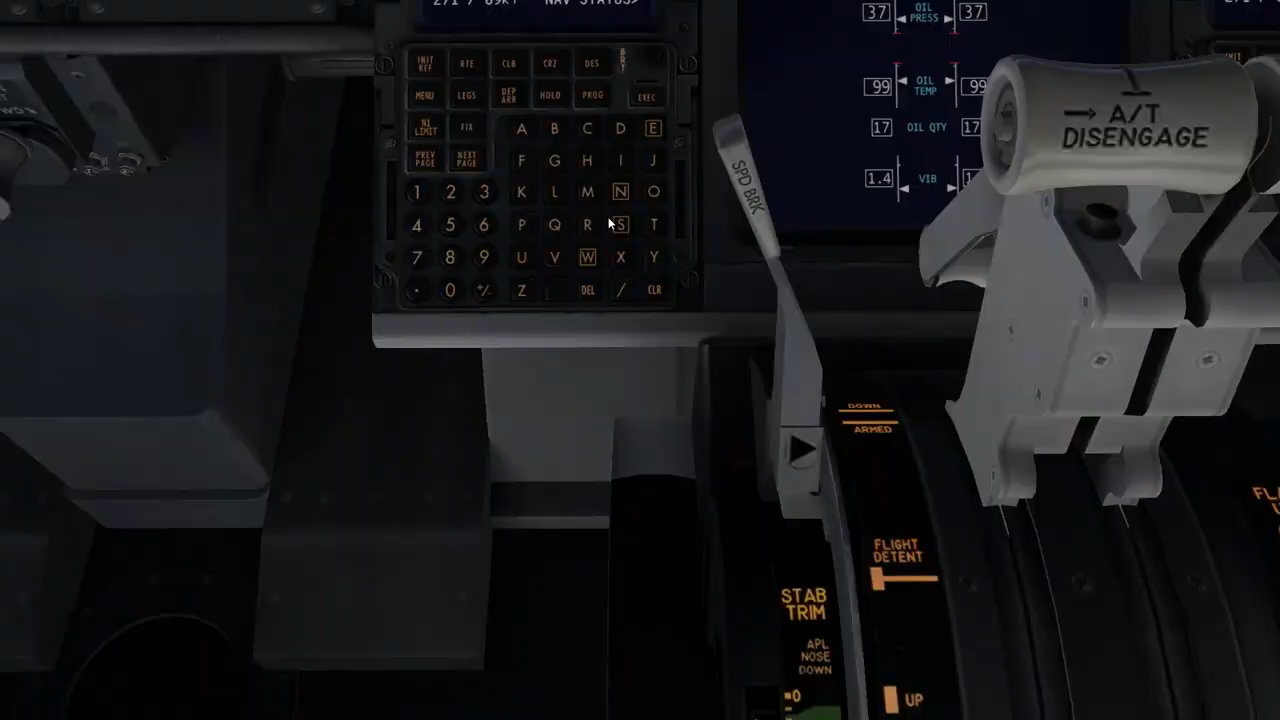 NAV STATUS>
INIT REF RTE CLB CRZ DES BRT
MENU LEGS DEP ARR HOLD PROG EXEC
N1 LIMIT FIX A B C D E
PREV PAGE NEXT PAGE F G H I J
1 2 3 K L M N O
4 5 6 P Q R S T
7 8 9 U V W X Y
. 0 +/- Z DEL / CLR
37 OIL PRESS 37
99 OIL TEMP 99
17 OIL QTY 17
1.4 VIB
SPD BRK
→ A/T
DISENGAGE
DOWN
ARMED
FLIGHT
DETENT
STAB
TRIM
APL
NOSE
DOWN
0
UP